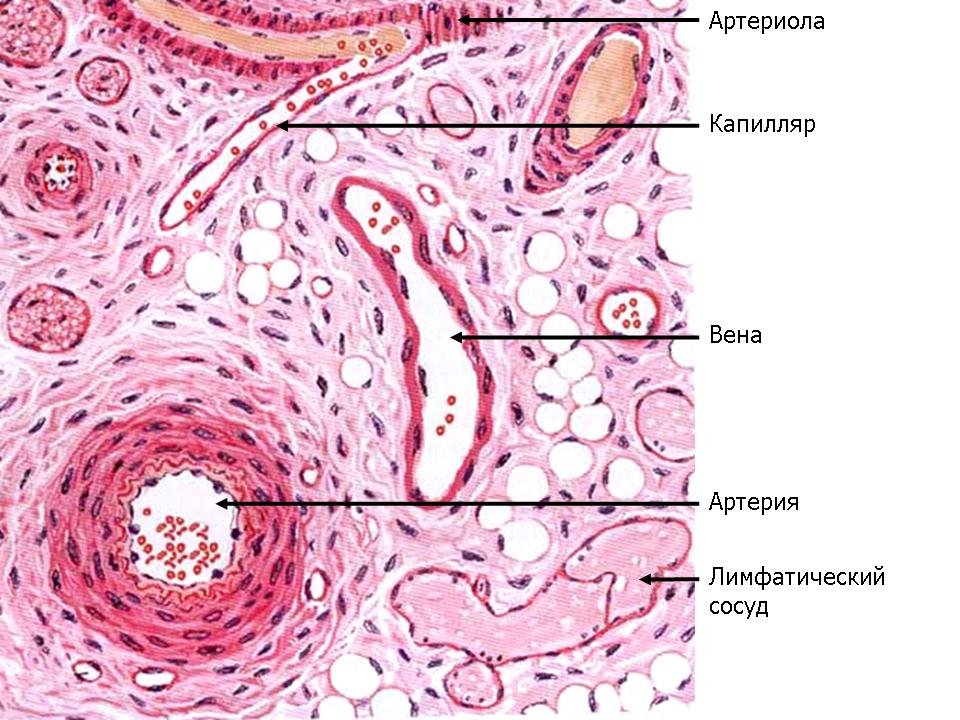 Артериола
Капилляр
Вена
Артерия
Лимфатический
сосуд